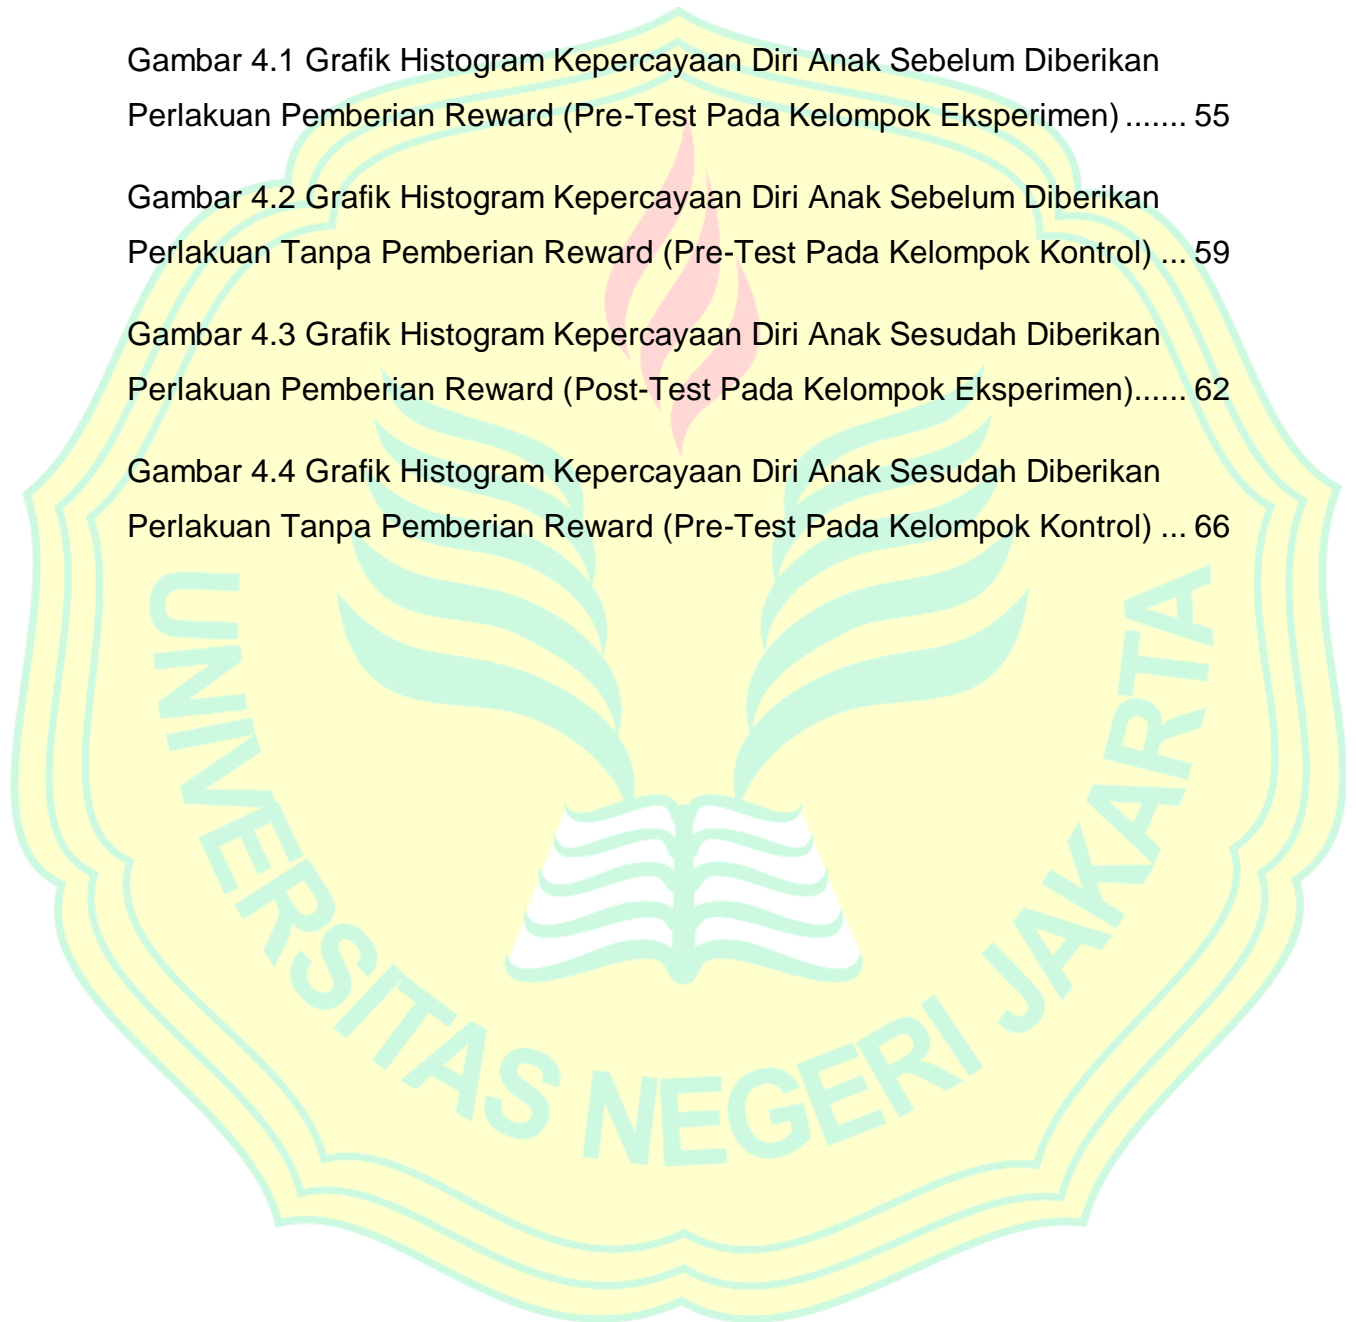 Gambar 4.1 Grafik Histogram Kepercayaan Diri Anak Sebelum Diberikan
Perlakuan Pemberian Reward (Pre-Test Pada Kelompok Eksperimen) ....... 55
Gambar 4.2 Grafik Histogram Kepercayaan Diri Anak Sebelum Diberikan
Perlakuan Tanpa Pemberian Reward (Pre-Test Pada Kelompok Kontrol) ... 59
Gambar 4.3 Grafik Histogram Kepercayaan Diri Anak Sesudah Diberikan
Perlakuan Pemberian Reward (Post-Test Pada Kelompok Eksperimen)...... 62
Gambar 4.4 Grafik Histogram Kepercayaan Diri Anak Sesudah Diberikan
Perlakuan Tanpa Pemberian Reward (Pre-Test Pada Kelompok Kontrol) ... 66
UNIVERSITAS NEGERI JAKARTA